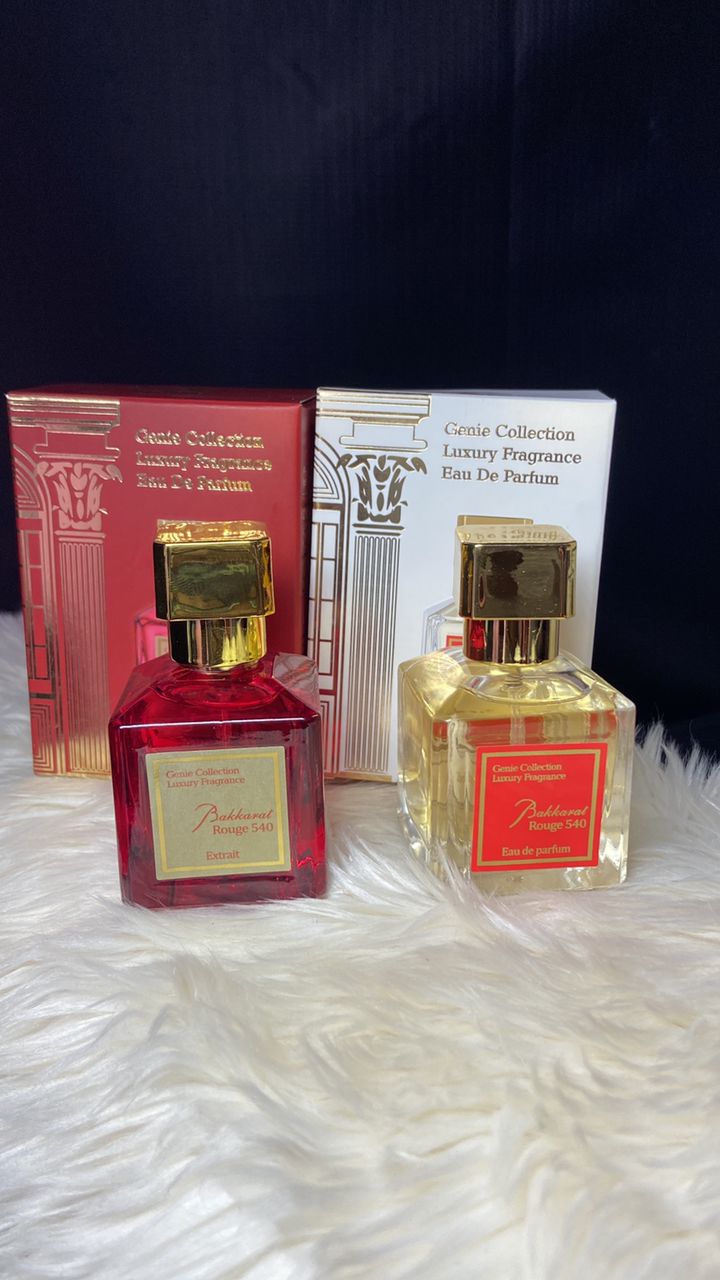 Genie Collection
Luxury Fragrance
Eau De Parfum
Genie Collection
Luxury Fragrance
Eau De Parfum
Genie Collection
Luxury Fragrance
Bakkarat
Rouge 540
Extrait
Genie Collection
Luxury Fragrance
Bakkarat
Rouge 540
Eau de parfum